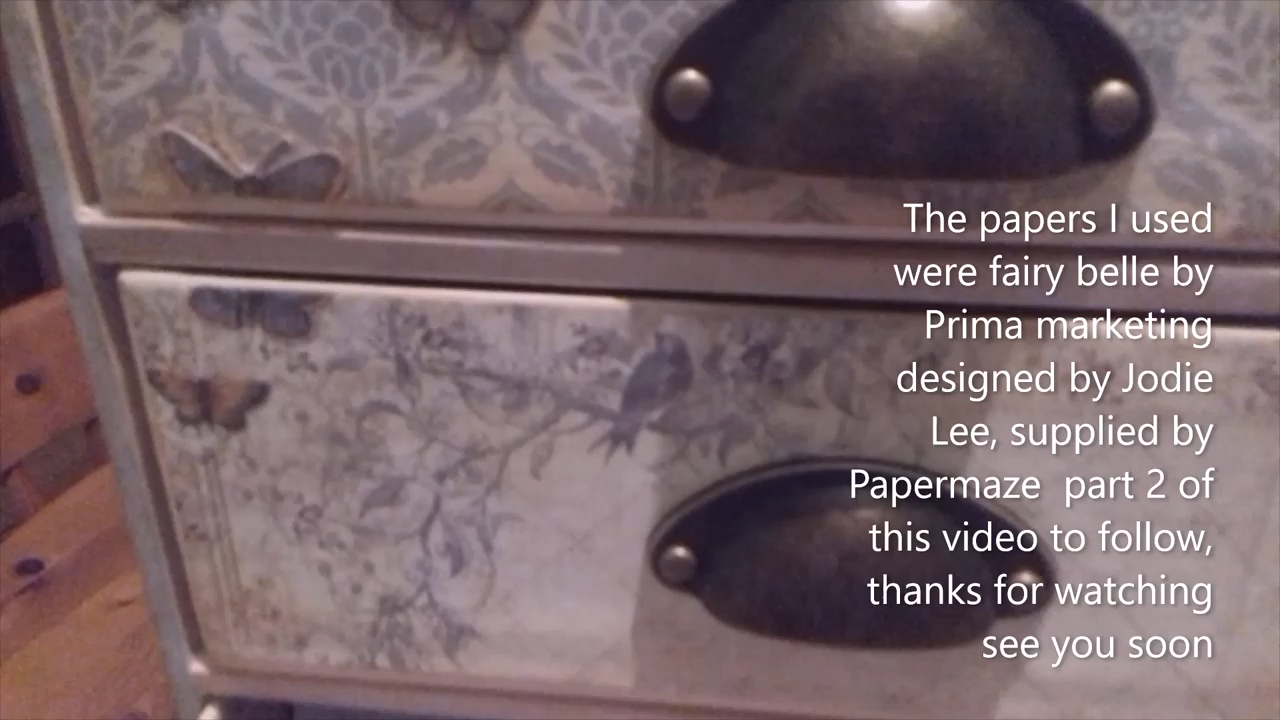 The papers I used
were fairy belle by
Prima marketing
designed by Jodie
Lee, supplied by
Papermaze  part 2 of
this video to follow,
thanks for watching
see you soon